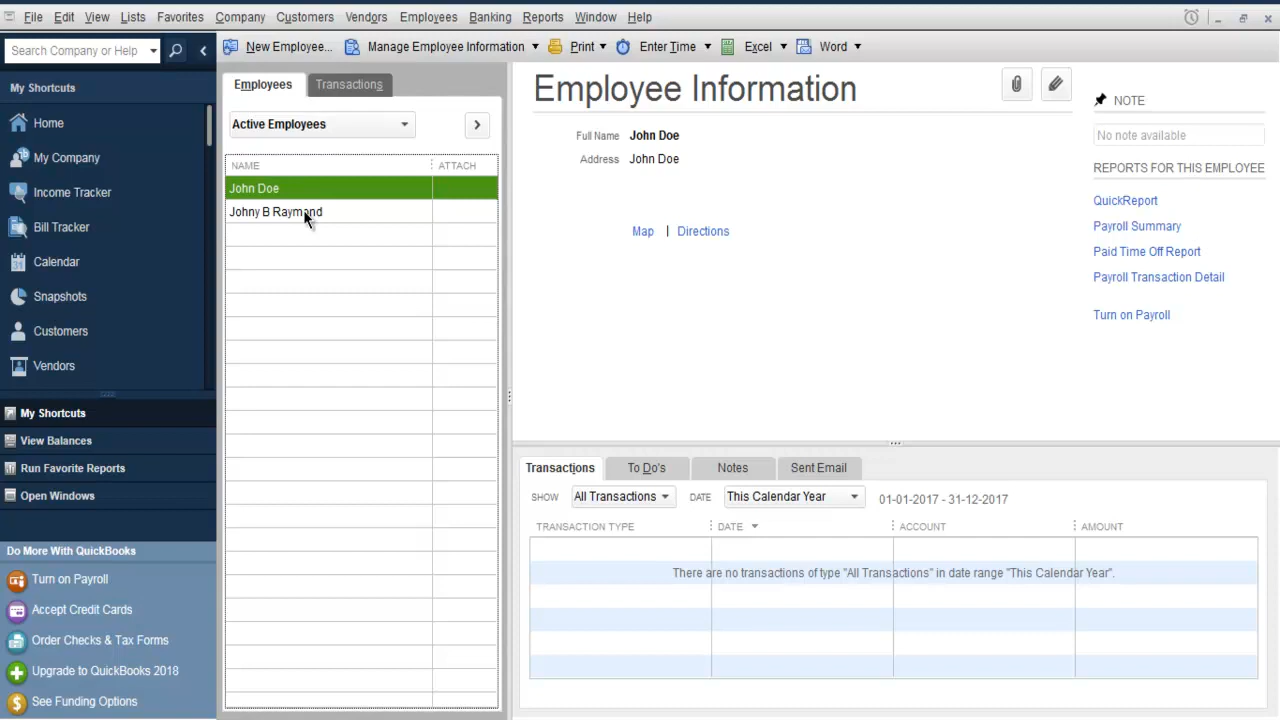 File Edit View Lists Favorites Company Customers Vendors Employees Banking Reports Window Help
Search Company or Help
New Employee... Manage Employee Information Print Enter Time Excel Word
My Shortcuts
Home
My Company
Income Tracker
Bill Tracker
Calendar
Snapshots
Customers
Vendors
My Shortcuts
View Balances
Run Favorite Reports
Open Windows
Do More With QuickBooks
Turn on Payroll
Accept Credit Cards
Order Checks & Tax Forms
Upgrade to QuickBooks 2018
See Funding Options
Employees Transactions
Active Employees
NAME ATTACH
John Doe
Johny B Raymond
Employee Information
Full Name John Doe
Address John Doe
Map | Directions
NOTE
No note available
REPORTS FOR THIS EMPLOYEE
QuickReport
Payroll Summary
Paid Time Off Report
Payroll Transaction Detail
Turn on Payroll
Transactions To Do's Notes Sent Email
SHOW All Transactions DATE This Calendar Year 01-01-2017 - 31-12-2017
TRANSACTION TYPE DATE ACCOUNT AMOUNT
There are no transactions of type "All Transactions" in date range "This Calendar Year".